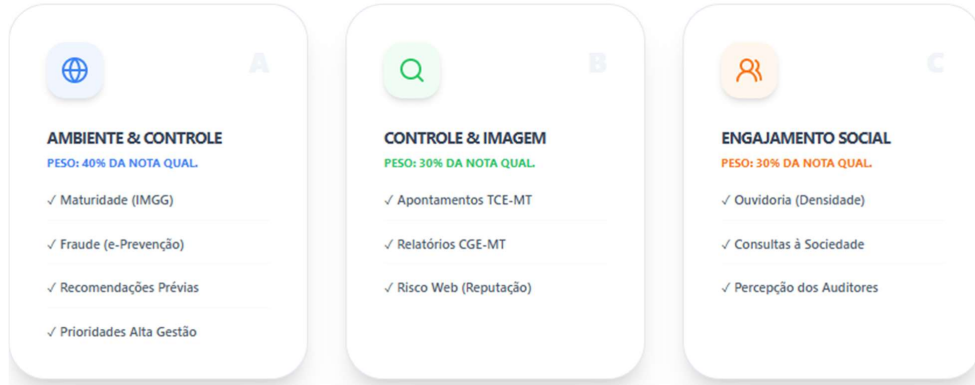 A
AMBIENTE & CONTROLE
PESO: 40% DA NOTA QUAL.
✓ Maturidade (IMGG)
✓ Fraude (e-Prevenção)
✓ Recomendações Prévias
✓ Prioridades Alta Gestão
B
CONTROLE & IMAGEM
PESO: 30% DA NOTA QUAL.
✓ Apontamentos TCE-MT
✓ Relatórios CGE-MT
✓ Risco Web (Reputação)
C
ENGAJAMENTO SOCIAL
PESO: 30% DA NOTA QUAL.
✓ Ouvidoria (Densidade)
✓ Consultas à Sociedade
✓ Percepção dos Auditores